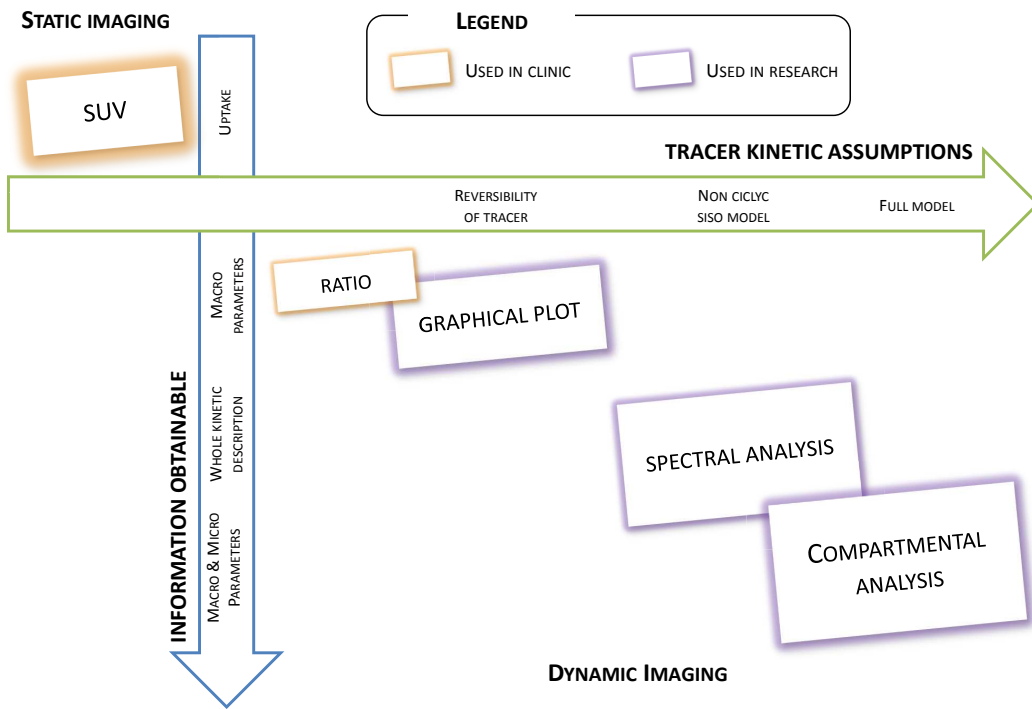 STATIC IMAGING
LEGEND
USED IN CLINIC
USED IN RESEARCH
SUV
UPTAKE
TRACER KINETIC ASSUMPTIONS
REVERSIBILITY
OF TRACER
NON CICLYC
SISO MODEL
FULL MODEL
MACRO
PARAMETERS
RATIO
GRAPHICAL PLOT
INFORMATION OBTAINABLE
WHOLE KINETIC
DESCRIPTION
SPECTRAL ANALYSIS
MACRO & MICRO
PARAMETERS
COMPARTMENTAL
ANALYSIS
DYNAMIC IMAGING